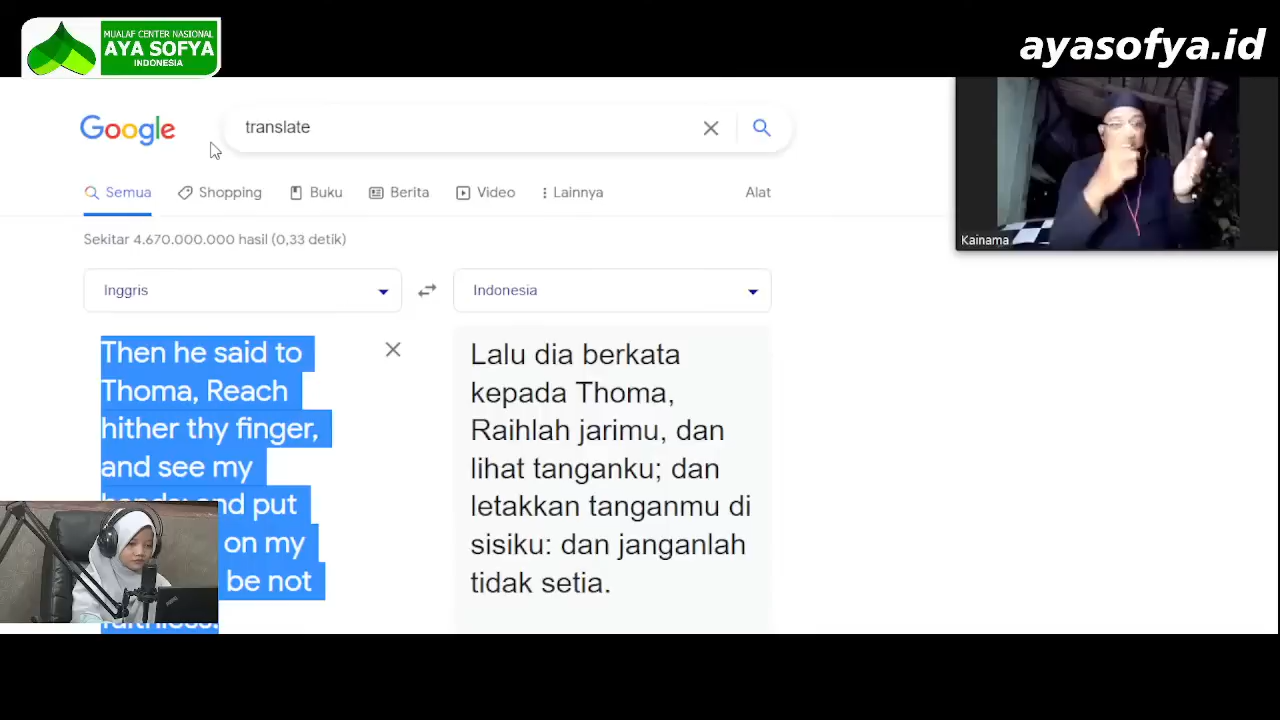 MUALAF CENTER NASIONAL
AYA SOFYA
INDONESIA
ayasofya.id
Google
translate
Semua
Shopping
Buku
Berita
Video
Lainnya
Alat
Sekitar 4.670.000.000 hasil (0,33 detik)
Kainama
Inggris
Indonesia
Then he said to
Thoma, Reach
hither thy finger,
and see my
hands; and put
on my
be not
faithless.
Lalu dia berkata
kepada Thoma,
Raihlah jarimu, dan
lihat tanganku; dan
letakkan tanganmu di
sisiku: dan janganlah
tidak setia.